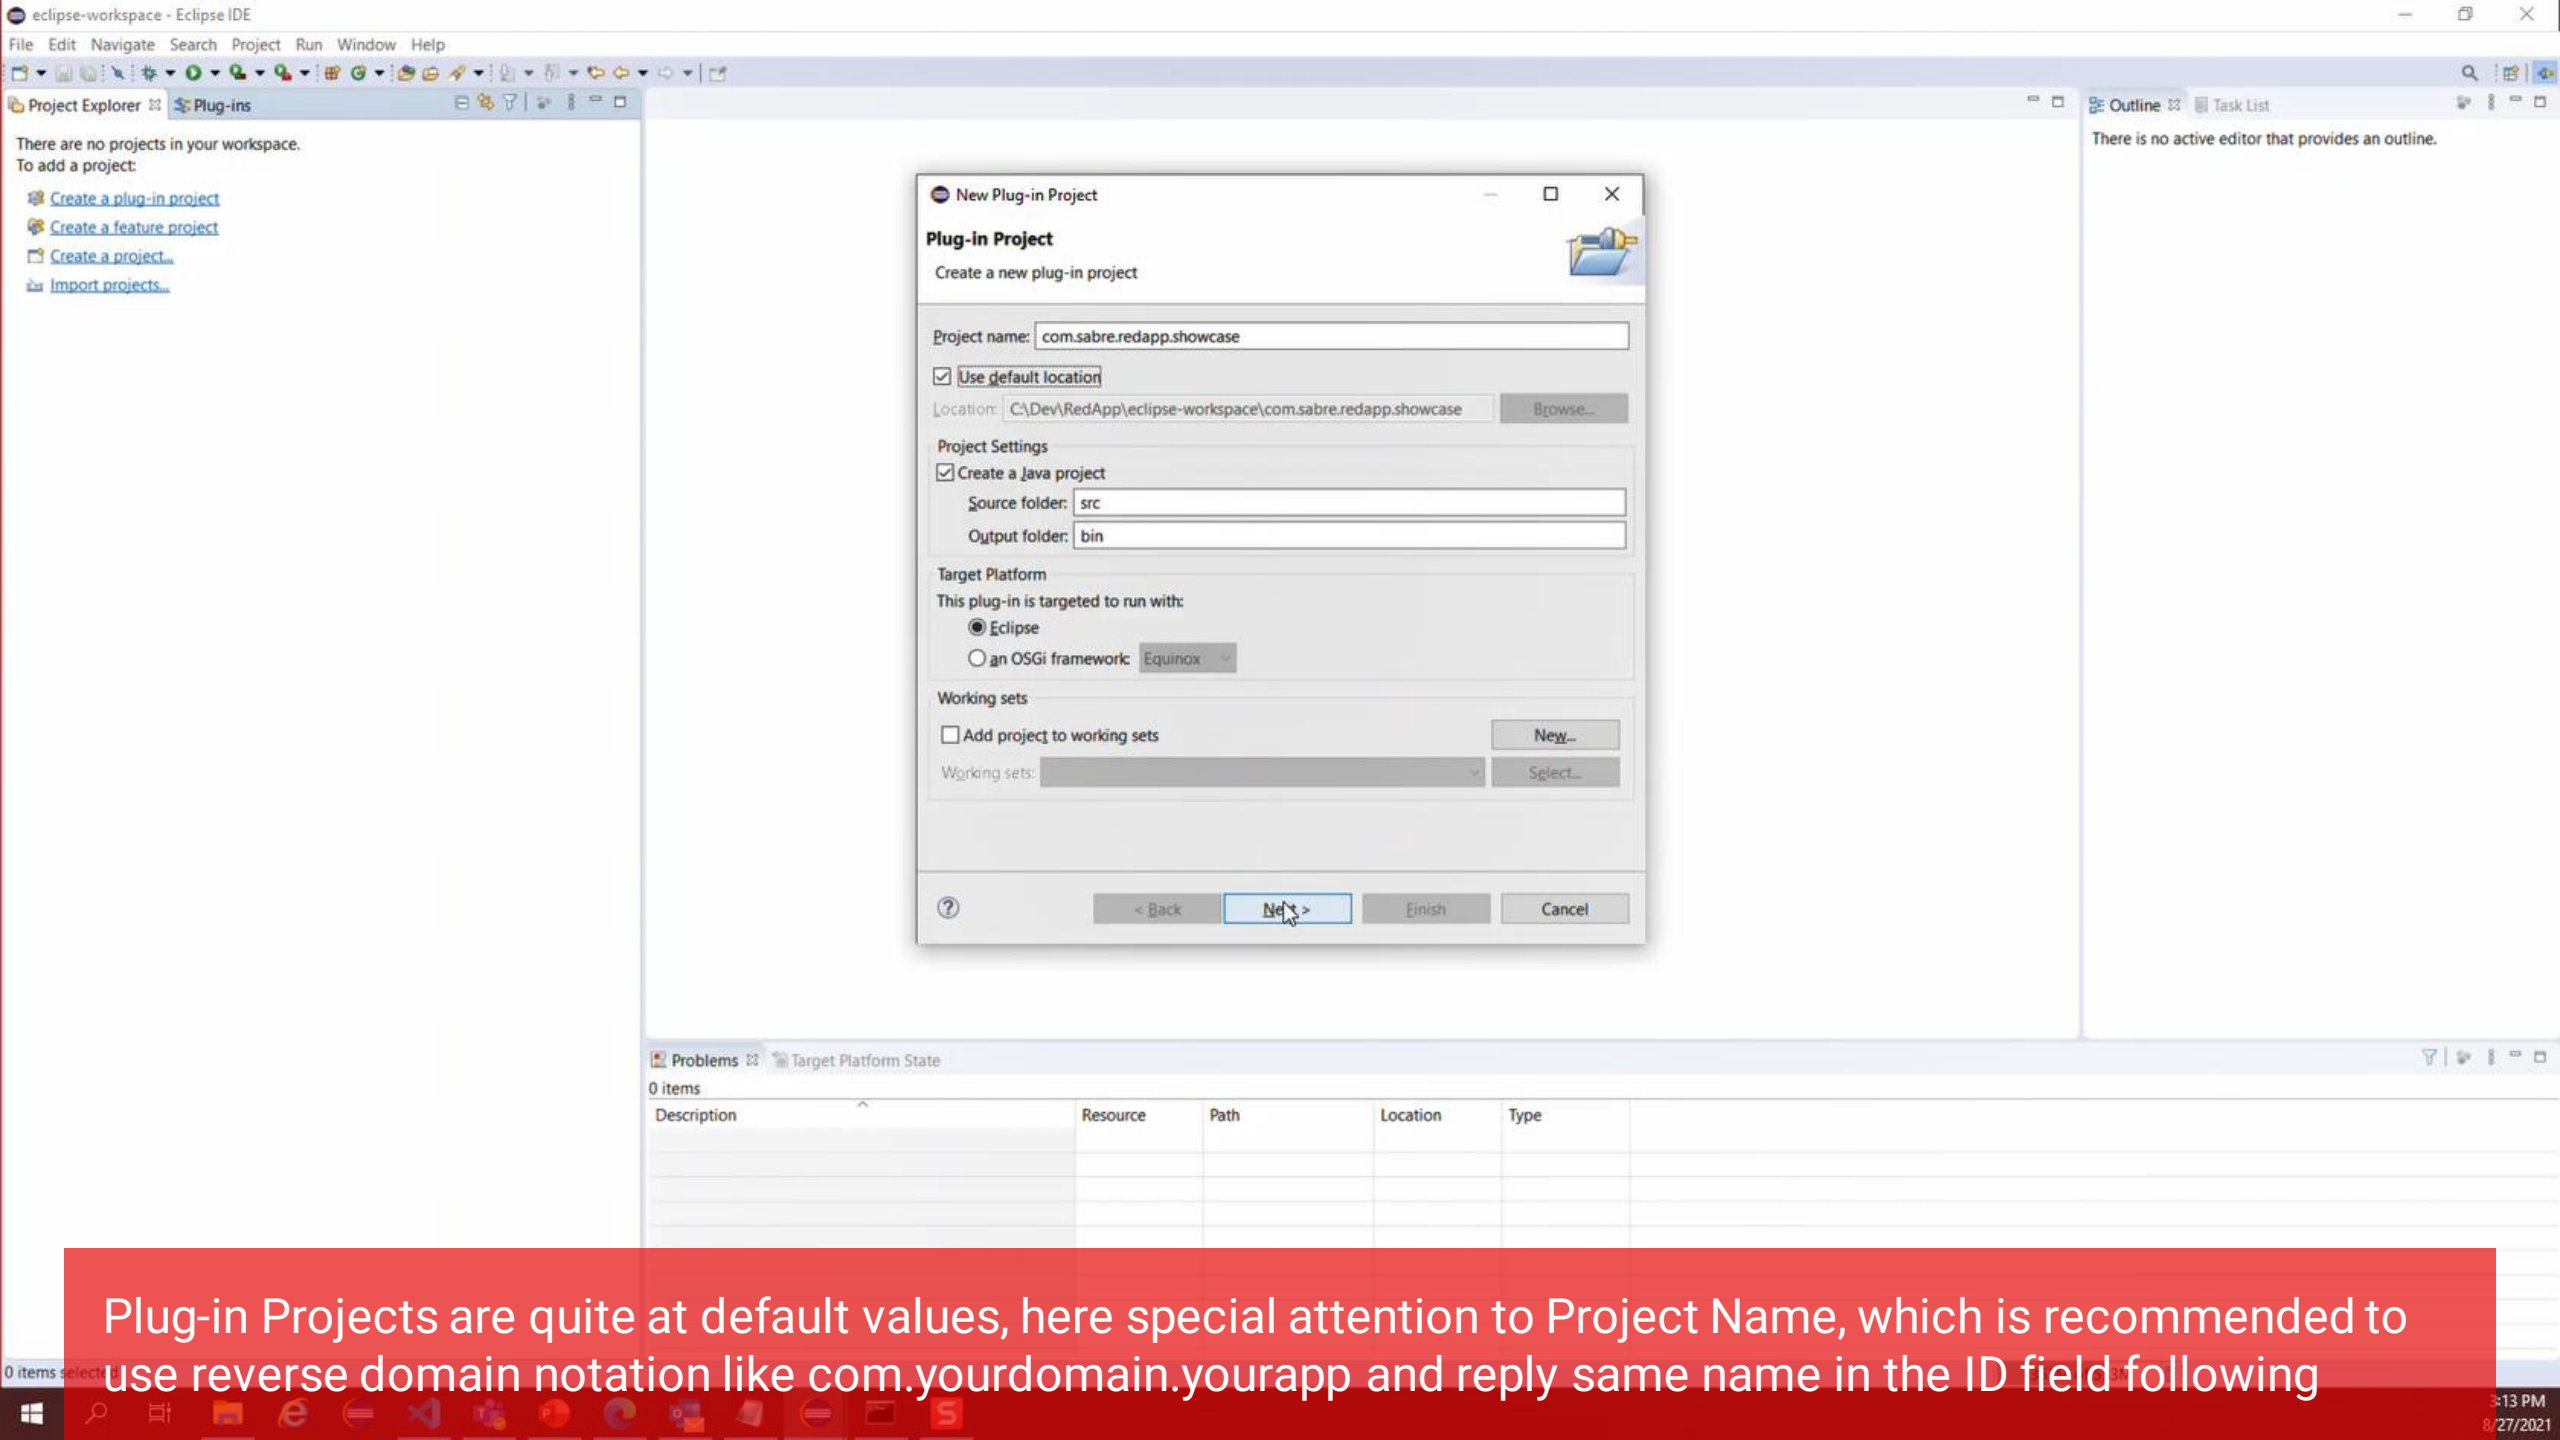 eclipse-workspace - Eclipse IDE
File Edit Navigate Search Project Run Window Help
Project Explorer Plug-ins
Outline Task List
There are no projects in your workspace.
To add a project:
Create a plug-in project
Create a feature project
Create a project...
Import projects...
There is no active editor that provides an outline.
New Plug-in Project
Plug-in Project
Create a new plug-in project
Project name: com.sabre.redapp.showcase
Use default location
Location: C:\Dev\RedApp\eclipse-workspace\com.sabre.redapp.showcase Browse...
Project Settings
Create a Java project
Source folder: src
Output folder: bin
Target Platform
This plug-in is targeted to run with:
Eclipse
an OSGi framework: Equinox
Working sets
Add project to working sets New...
Working sets: Select...
< Back Next > Finish Cancel
Problems Target Platform State
0 items
Description Resource Path Location Type
Plug-in Projects are quite at default values, here special attention to Project Name, which is recommended to
use reverse domain notation like com.yourdomain.yourapp and reply same name in the ID field following
0 items selected
3:13 PM
8/27/2021